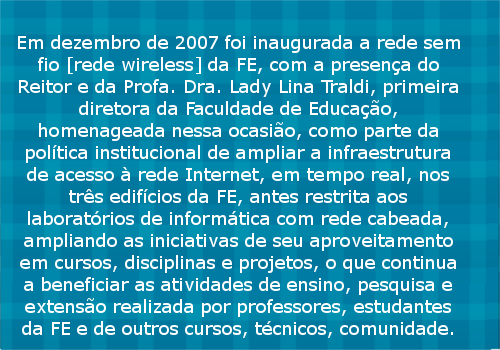 Em dezembro de 2007 foi inaugurada a rede sem
fio [rede wireless] da FE, com a presença do
Reitor e da Profa. Dra. Lady Lina Traldi, primeira
diretora da Faculdade de Educação,
homenageada nessa ocasião, como parte da
política institucional de ampliar a infraestrutura
de acesso à rede Internet, em tempo real, nos
três edifícios da FE, antes restrita aos
laboratórios de informática com rede cabeada,
ampliando as iniciativas de seu aproveitamento
em cursos, disciplinas e projetos, o que continua
a beneficiar as atividades de ensino, pesquisa e
extensão realizada por professores, estudantes
da FE e de outros cursos, técnicos, comunidade.